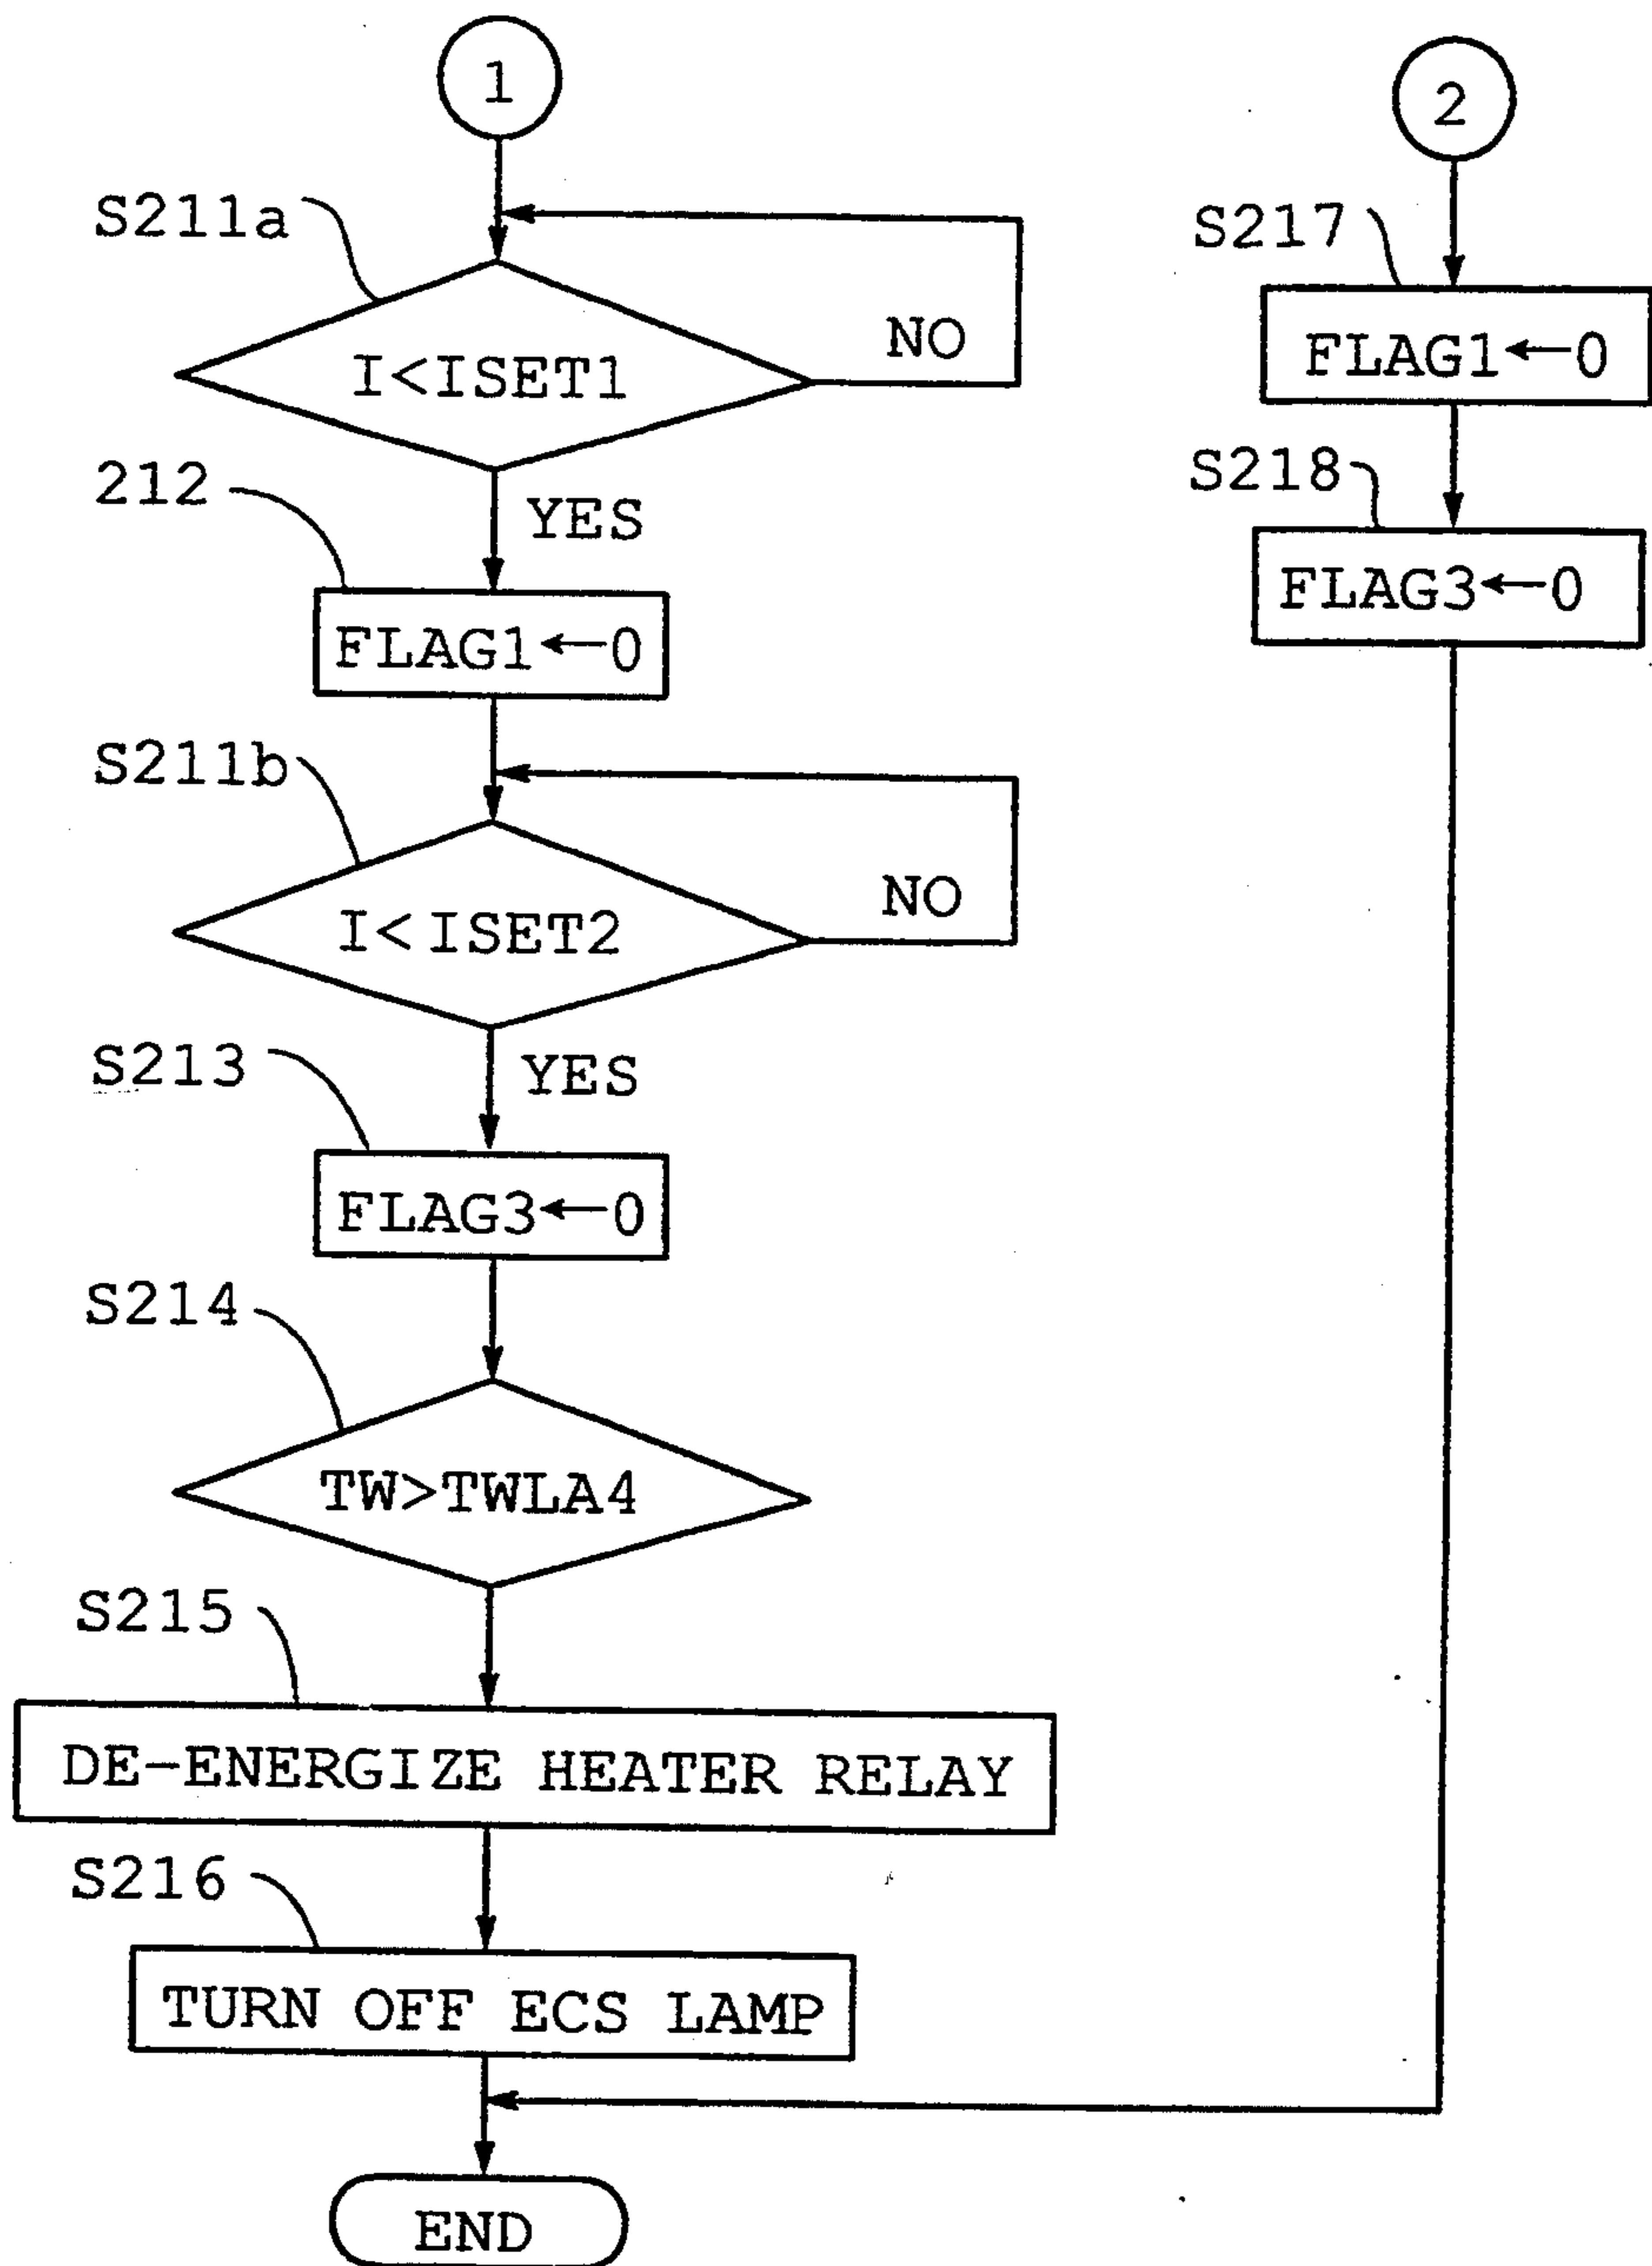 1
S211a
I<ISET1
NO
212
YES
FLAG1←0
S211b
I<ISET2
NO
S213
YES
FLAG3←0
S214
TW>TWLA4
S215
DE-ENERGIZE HEATER RELAY
S216
TURN OFF ECS LAMP
END
2
S217
FLAG1←0
S218
FLAG3←0